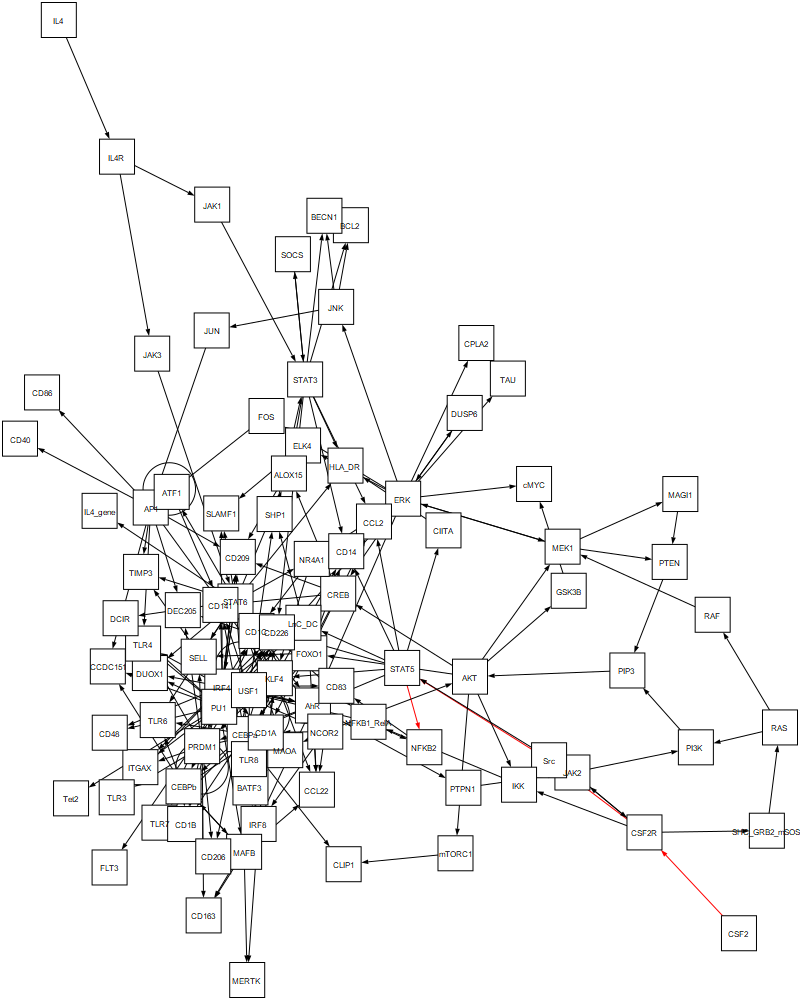 IL4
IL4R
JAK1
BECN1
BCL2
SOCS
JNK
JUN
JAK3
CPLA2
STAT3
TAU
CD86
FOS
DUSP6
CD40
ELK4
HLA_DR
ALOX15
cMYC
ATF1
MAGI1
ERK
AP1
IL4_gene
SLAMF1
SHP1
CCL2
CIITA
MEK1
CD209
NR4A1
CD14
PTEN
TIMP3
GSK3B
CREB
STAT6
CD141
DEC205
RAF
DCIR
LnC_DC
CD1C
CD226
TLR4
SELL
FOXO1
CCDC151
DUOX1
STAT5
PIP3
AKT
KLF4
CD83
IRF4
USF1
AhR
PU1
TLR6
NFKB1_RelA
RAS
CD48
NCOR2
CD1A
CEBPa
PRDM1
NFKB2
PI3K
MAOA
TLR8
Src
ITGAX
JAK2
CEBPb
BATF3
CCL22
PTPN1
IKK
Tet2
TLR3
TLR7
CD1B
IRF8
CSF2R
SHC_GRB2_mSOS
MAFB
CD206
mTORC1
CLIP1
FLT3
CD163
CSF2
MERTK